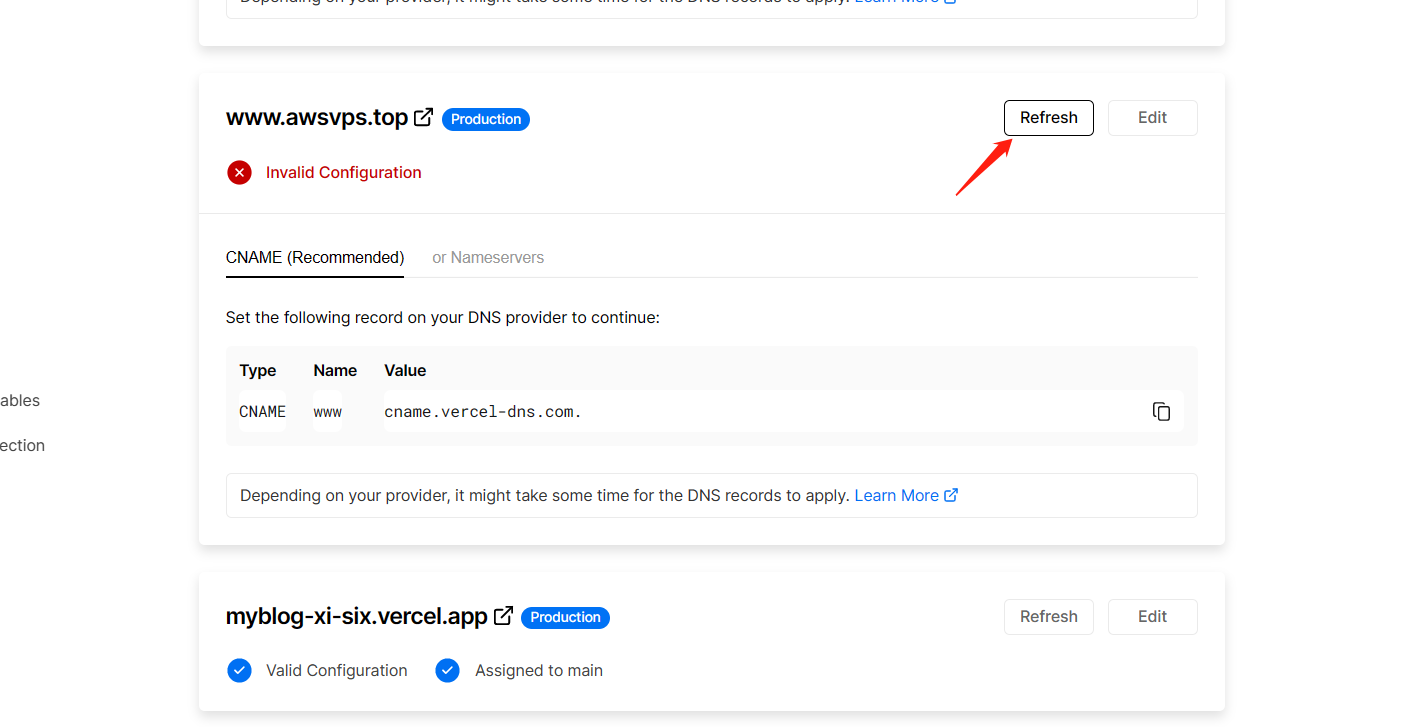 Depending on your provider, it might take some time for the DNS records to apply. Learn More
www.awsvps.top Production Refresh Edit
Invalid Configuration
CNAME (Recommended) or Nameservers
Set the following record on your DNS provider to continue:
Type Name Value
ables
CNAME www cname.vercel-dns.com.
ection
Depending on your provider, it might take some time for the DNS records to apply. Learn More
myblog-xi-six.vercel.app Production Refresh Edit
Valid Configuration Assigned to main